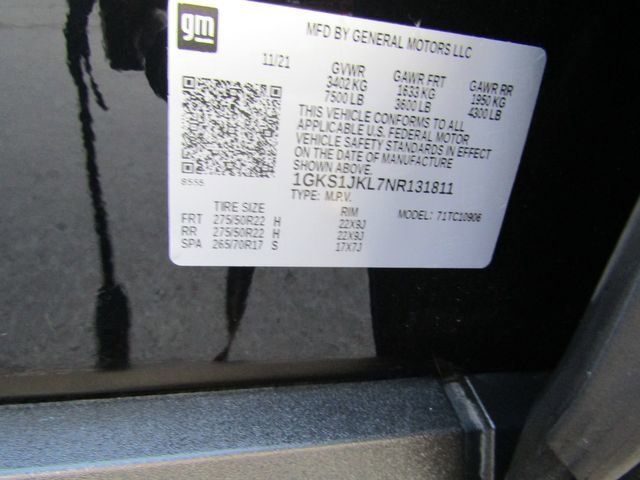 gm
MFD BY GENERAL MOTORS LLC
11/21 GVWR GAWR FRT GAWR RR
3402 KG 1633 KG 1950 KG
7500 LB 3600 LB 4300 LB
THIS VEHICLE CONFORMS TO ALL
APPLICABLE U.S. FEDERAL MOTOR
VEHICLE SAFETY STANDARDS IN EFFECT
ON THE DATE OF MANUFACTURE
SHOWN ABOVE.
8555
1GKS1JKL7NR131811
TYPE: M.P.V.
TIRE SIZE RIM MODEL: 71TC10906
FRT 275/50R22 H 22X9J
RR 275/50R22 H 22X9J
SPA 265/70R17 S 17X7J